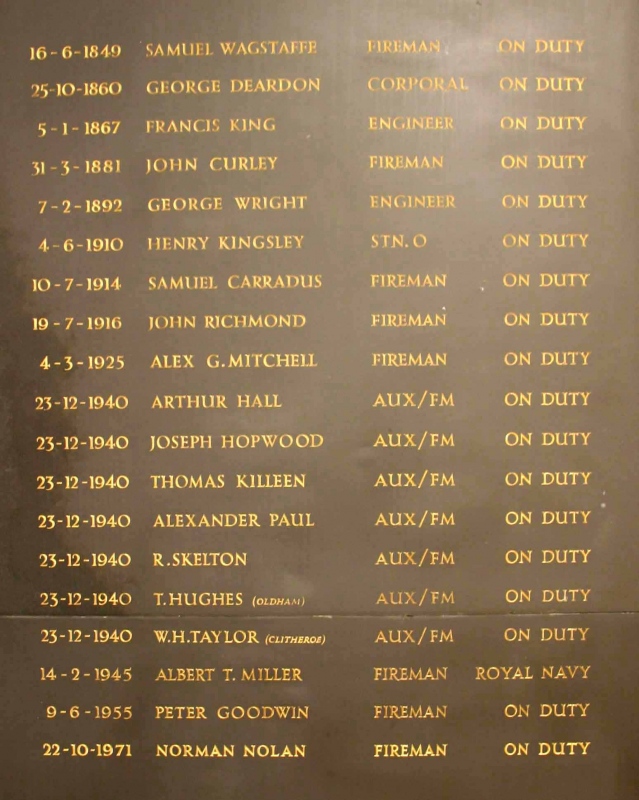 16-6-1849 SAMUEL WAGSTAFFE FIREMAN ON DUTY
25-10-1860 GEORGE DEARDON CORPORAL ON DUTY
5-1-1867 FRANCIS KING ENGINEER ON DUTY
31-3-1881 JOHN CURLEY FIREMAN ON DUTY
7-2-1892 GEORGE WRIGHT ENGINEER ON DUTY
4-6-1910 HENRY KINGSLEY STN. O ON DUTY
10-7-1914 SAMUEL CARRADUS FIREMAN ON DUTY
19-7-1916 JOHN RICHMOND FIREMAN ON DUTY
4-3-1925 ALEX G. MITCHELL FIREMAN ON DUTY
23-12-1940 ARTHUR HALL AUX/FM ON DUTY
23-12-1940 JOSEPH HOPWOOD AUX/FM ON DUTY
23-12-1940 THOMAS KILLEEN AUX/FM ON DUTY
23-12-1940 ALEXANDER PAUL AUX/FM ON DUTY
23-12-1940 R. SKELTON AUX/FM ON DUTY
23-12-1940 T. HUGHES (OLDHAM) AUX/FM ON DUTY
23-12-1940 W.H. TAYLOR (CLITHEROE) AUX/FM ON DUTY
14-2-1945 ALBERT T. MILLER FIREMAN ROYAL NAVY
9-6-1955 PETER GOODWIN FIREMAN ON DUTY
22-10-1971 NORMAN NOLAN FIREMAN ON DUTY